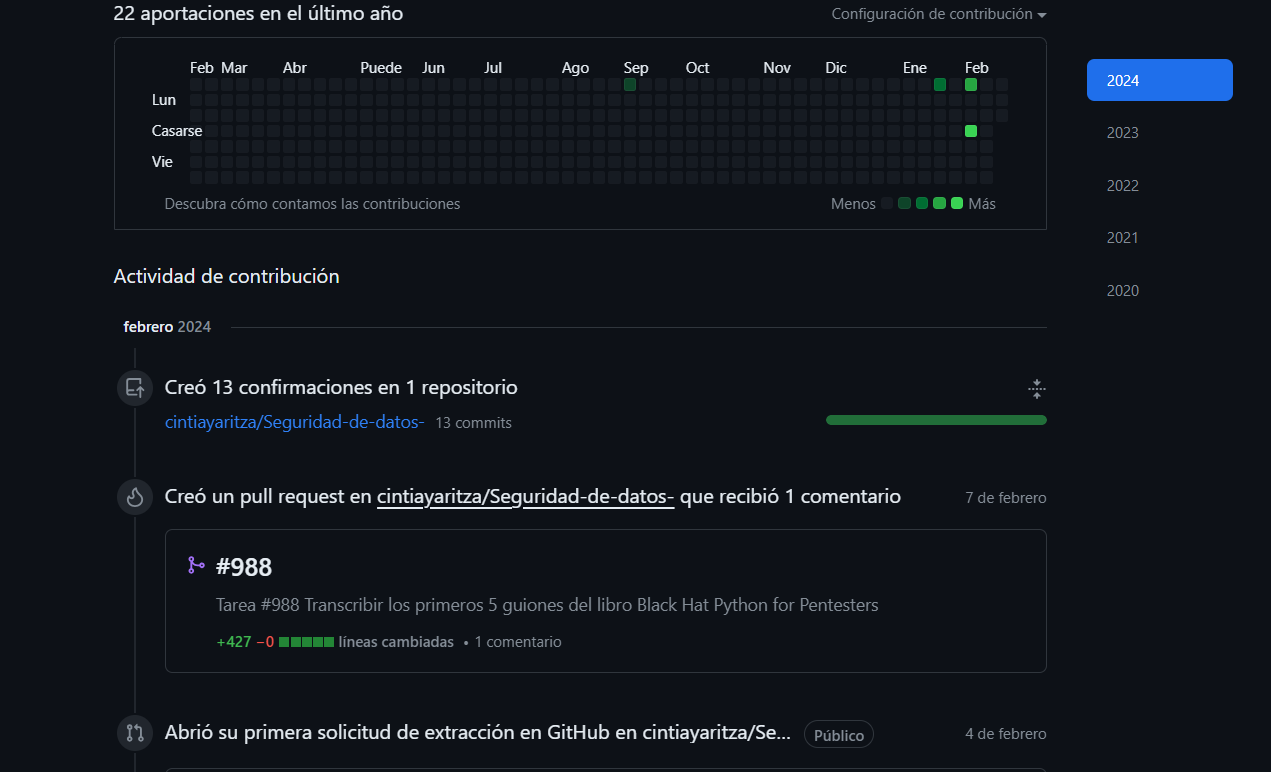 22 aportaciones en el último año
Configuración de contribución
Feb Mar Abr Puede Jun Jul Ago Sep Oct Nov Dic Ene Feb
Lun
Casarse
Vie
Descubra cómo contamos las contribuciones
Menos Más
2024
2023
2022
2021
2020
Actividad de contribución
febrero 2024
Creó 13 confirmaciones en 1 repositorio
cintiayaritza/Seguridad-de-datos- 13 commits
Creó un pull request en cintiayaritza/Seguridad-de-datos- que recibió 1 comentario 7 de febrero
#988
Tarea #988 Transcribir los primeros 5 guiones del libro Black Hat Python for Pentesters
+427 −0 líneas cambiadas • 1 comentario
Abrió su primera solicitud de extracción en GitHub en cintiayaritza/Se... Público 4 de febrero